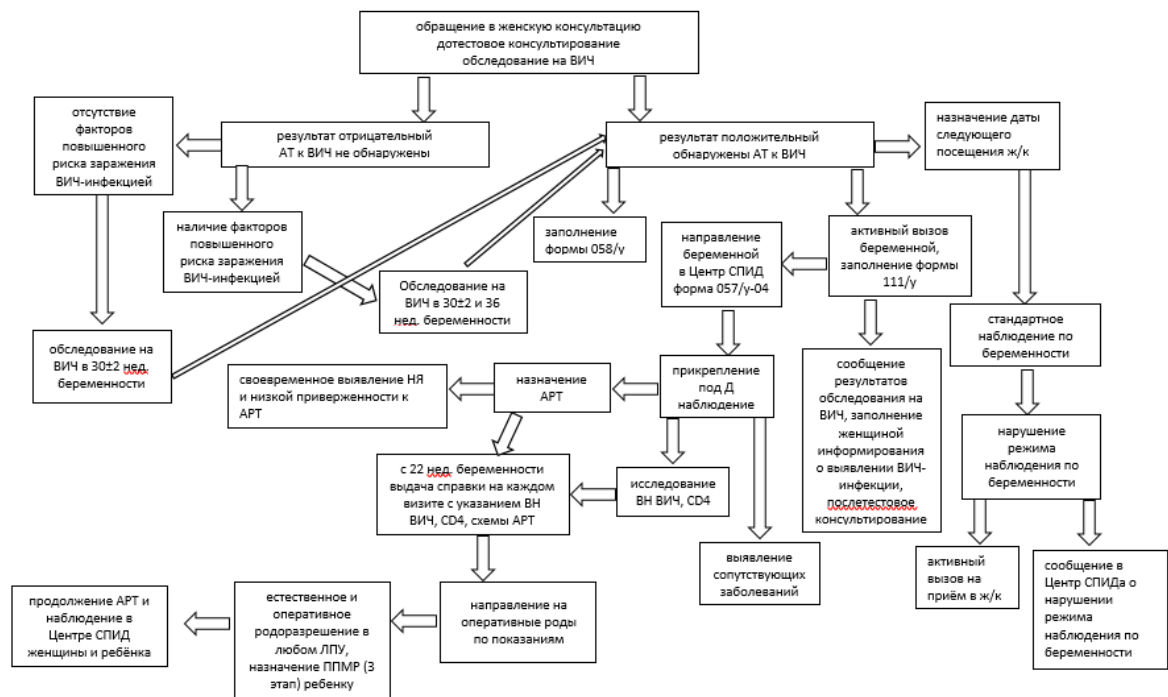 обращение в женскую консультацию
дотестовое консультирование
обследование на ВИЧ
отсутствие
факторов
повышенного
риска заражения
ВИЧ-инфекцией
результат отрицательный
АТ к ВИЧ не обнаружены
результат положительный
обнаружены АТ к ВИЧ
назначение даты
следующего
посещения ж/к
наличие факторов
повышенного
риска заражения
ВИЧ-инфекцией
заполнение
формы 058/у
направление
беременной
в Центр СПИД
форма 057/у-04
активный вызов
беременной,
заполнение формы
111/у
Обследование на
ВИЧ в 30±2 и 36
нед. беременности
обследование на
ВИЧ в 30±2 нед.
беременности
стандартное
наблюдение по
беременности
своевременное выявление НЯ
и низкой приверженности к
АРТ
назначение
АРТ
прикрепление
под Д
наблюдение
сообщение
результатов
обследования на
ВИЧ, заполнение
женщиной
информирования
о выявлении ВИЧ-
инфекции,
послетестовое
консультирование
нарушение
режима
наблюдения по
беременности
с 22 нед. беременности
выдача справки на каждом
визите с указанием ВН
ВИЧ, CD4, схемы АРТ
исследование
ВН ВИЧ, CD4
выявление
сопутствующих
заболеваний
активный
вызов на
приём в ж/к
сообщение в
Центр СПИДа о
нарушении
режима
наблюдения по
беременности
продолжение АРТ и
наблюдение в
Центре СПИД
женщины и ребёнка
естественное и
оперативное
родоразрешение в
любом ЛПУ,
назначение ППМР (3
этап) ребенку
направление на
оперативные роды
по показаниям